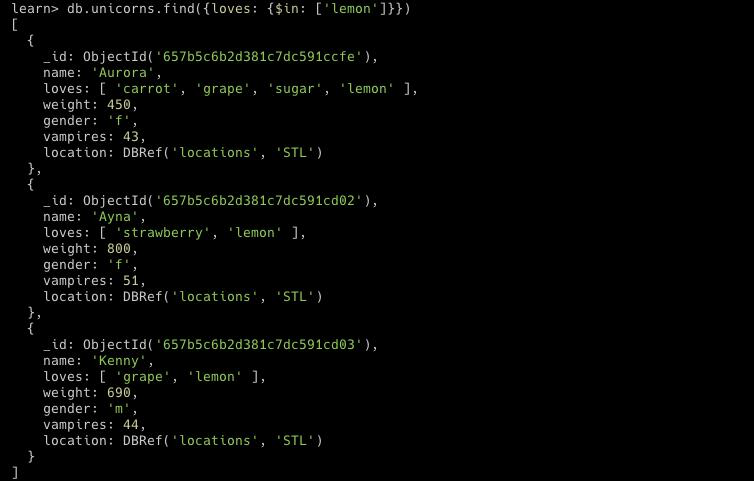 learn> db.unicorns.find({loves: {$in: ['lemon']}})
[
  {
    _id: ObjectId('657b5c6b2d381c7dc591ccfe'),
    name: 'Aurora',
    loves: [ 'carrot', 'grape', 'sugar', 'lemon' ],
    weight: 450,
    gender: 'f',
    vampires: 43,
    location: DBRef('locations', 'STL')
  },
  {
    _id: ObjectId('657b5c6b2d381c7dc591cd02'),
    name: 'Ayna',
    loves: [ 'strawberry', 'lemon' ],
    weight: 800,
    gender: 'f',
    vampires: 51,
    location: DBRef('locations', 'STL')
  },
  {
    _id: ObjectId('657b5c6b2d381c7dc591cd03'),
    name: 'Kenny',
    loves: [ 'grape', 'lemon' ],
    weight: 690,
    gender: 'm',
    vampires: 44,
    location: DBRef('locations', 'STL')
  }
]